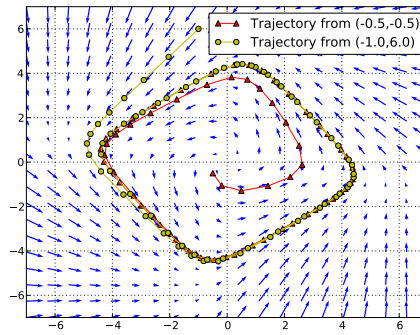 Trajectory from (-0.5,-0.5)
Trajectory from (-1.0,6.0)
6
4
2
0
−2
−4
−6
−6 −4 −2 0 2 4 6